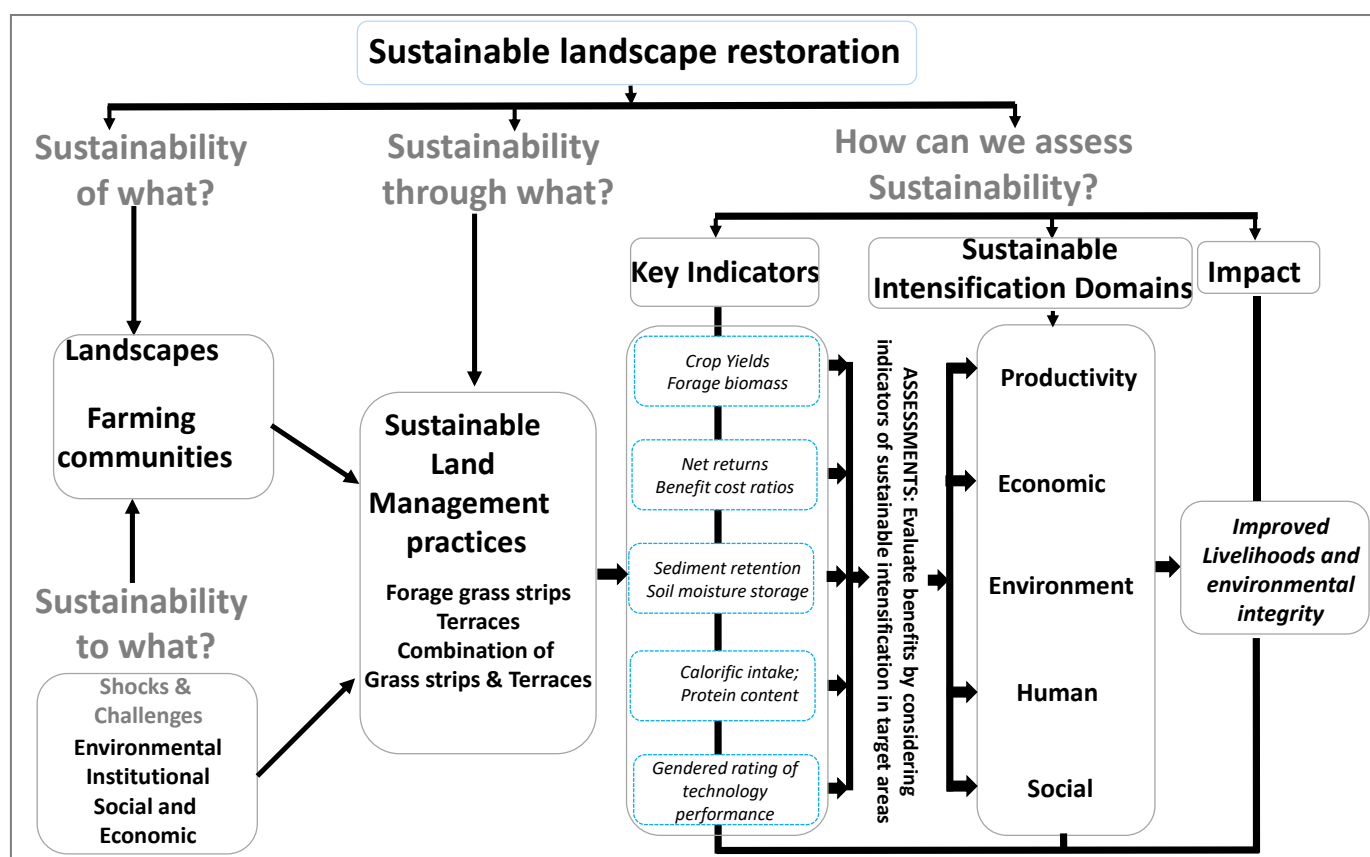 Sustainable landscape restoration
Sustainability
of what?
Sustainability
through what?
How can we assess
Sustainability?
Key Indicators
Sustainable
Intensification Domains
Impact
Landscapes
Farming
communities
Sustainability
to what?
Shocks &
Challenges
Environmental
Institutional
Social and
Economic
Sustainable
Land
Management
practices
Forage grass strips
Terraces
Combination of
Grass strips & Terraces
Crop Yields
Forage biomass
Net returns
Benefit cost ratios
Sediment retention
Soil moisture storage
Calorific intake;
Protein content
Gendered rating of
technology
performance
ASSESSMENTS: Evaluate benefits by considering
indicators of sustainable intensification in target areas
Productivity
Economic
Environment
Human
Social
Improved
Livelihoods and
environmental
integrity